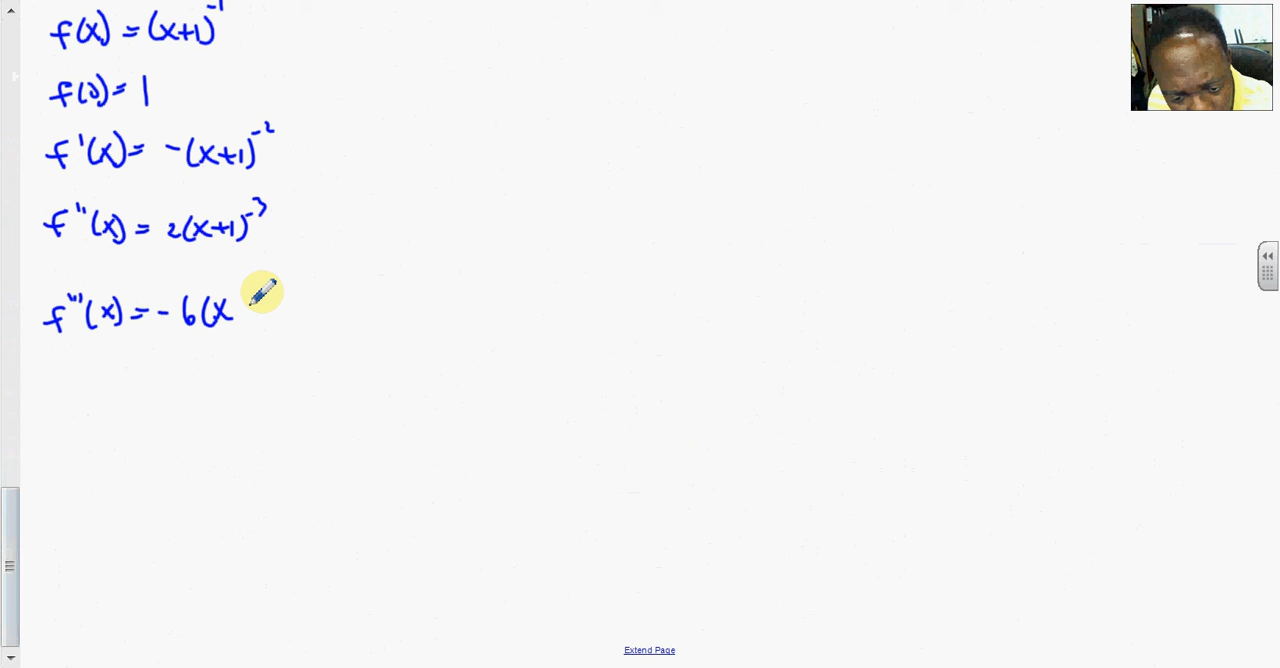 f(x) = (x+1)^-1
f(0) = 1
f'(x) = -(x+1)^-2
f''(x) = 2(x+1)^-3
f'''(x) = - 6(x
Extend Page